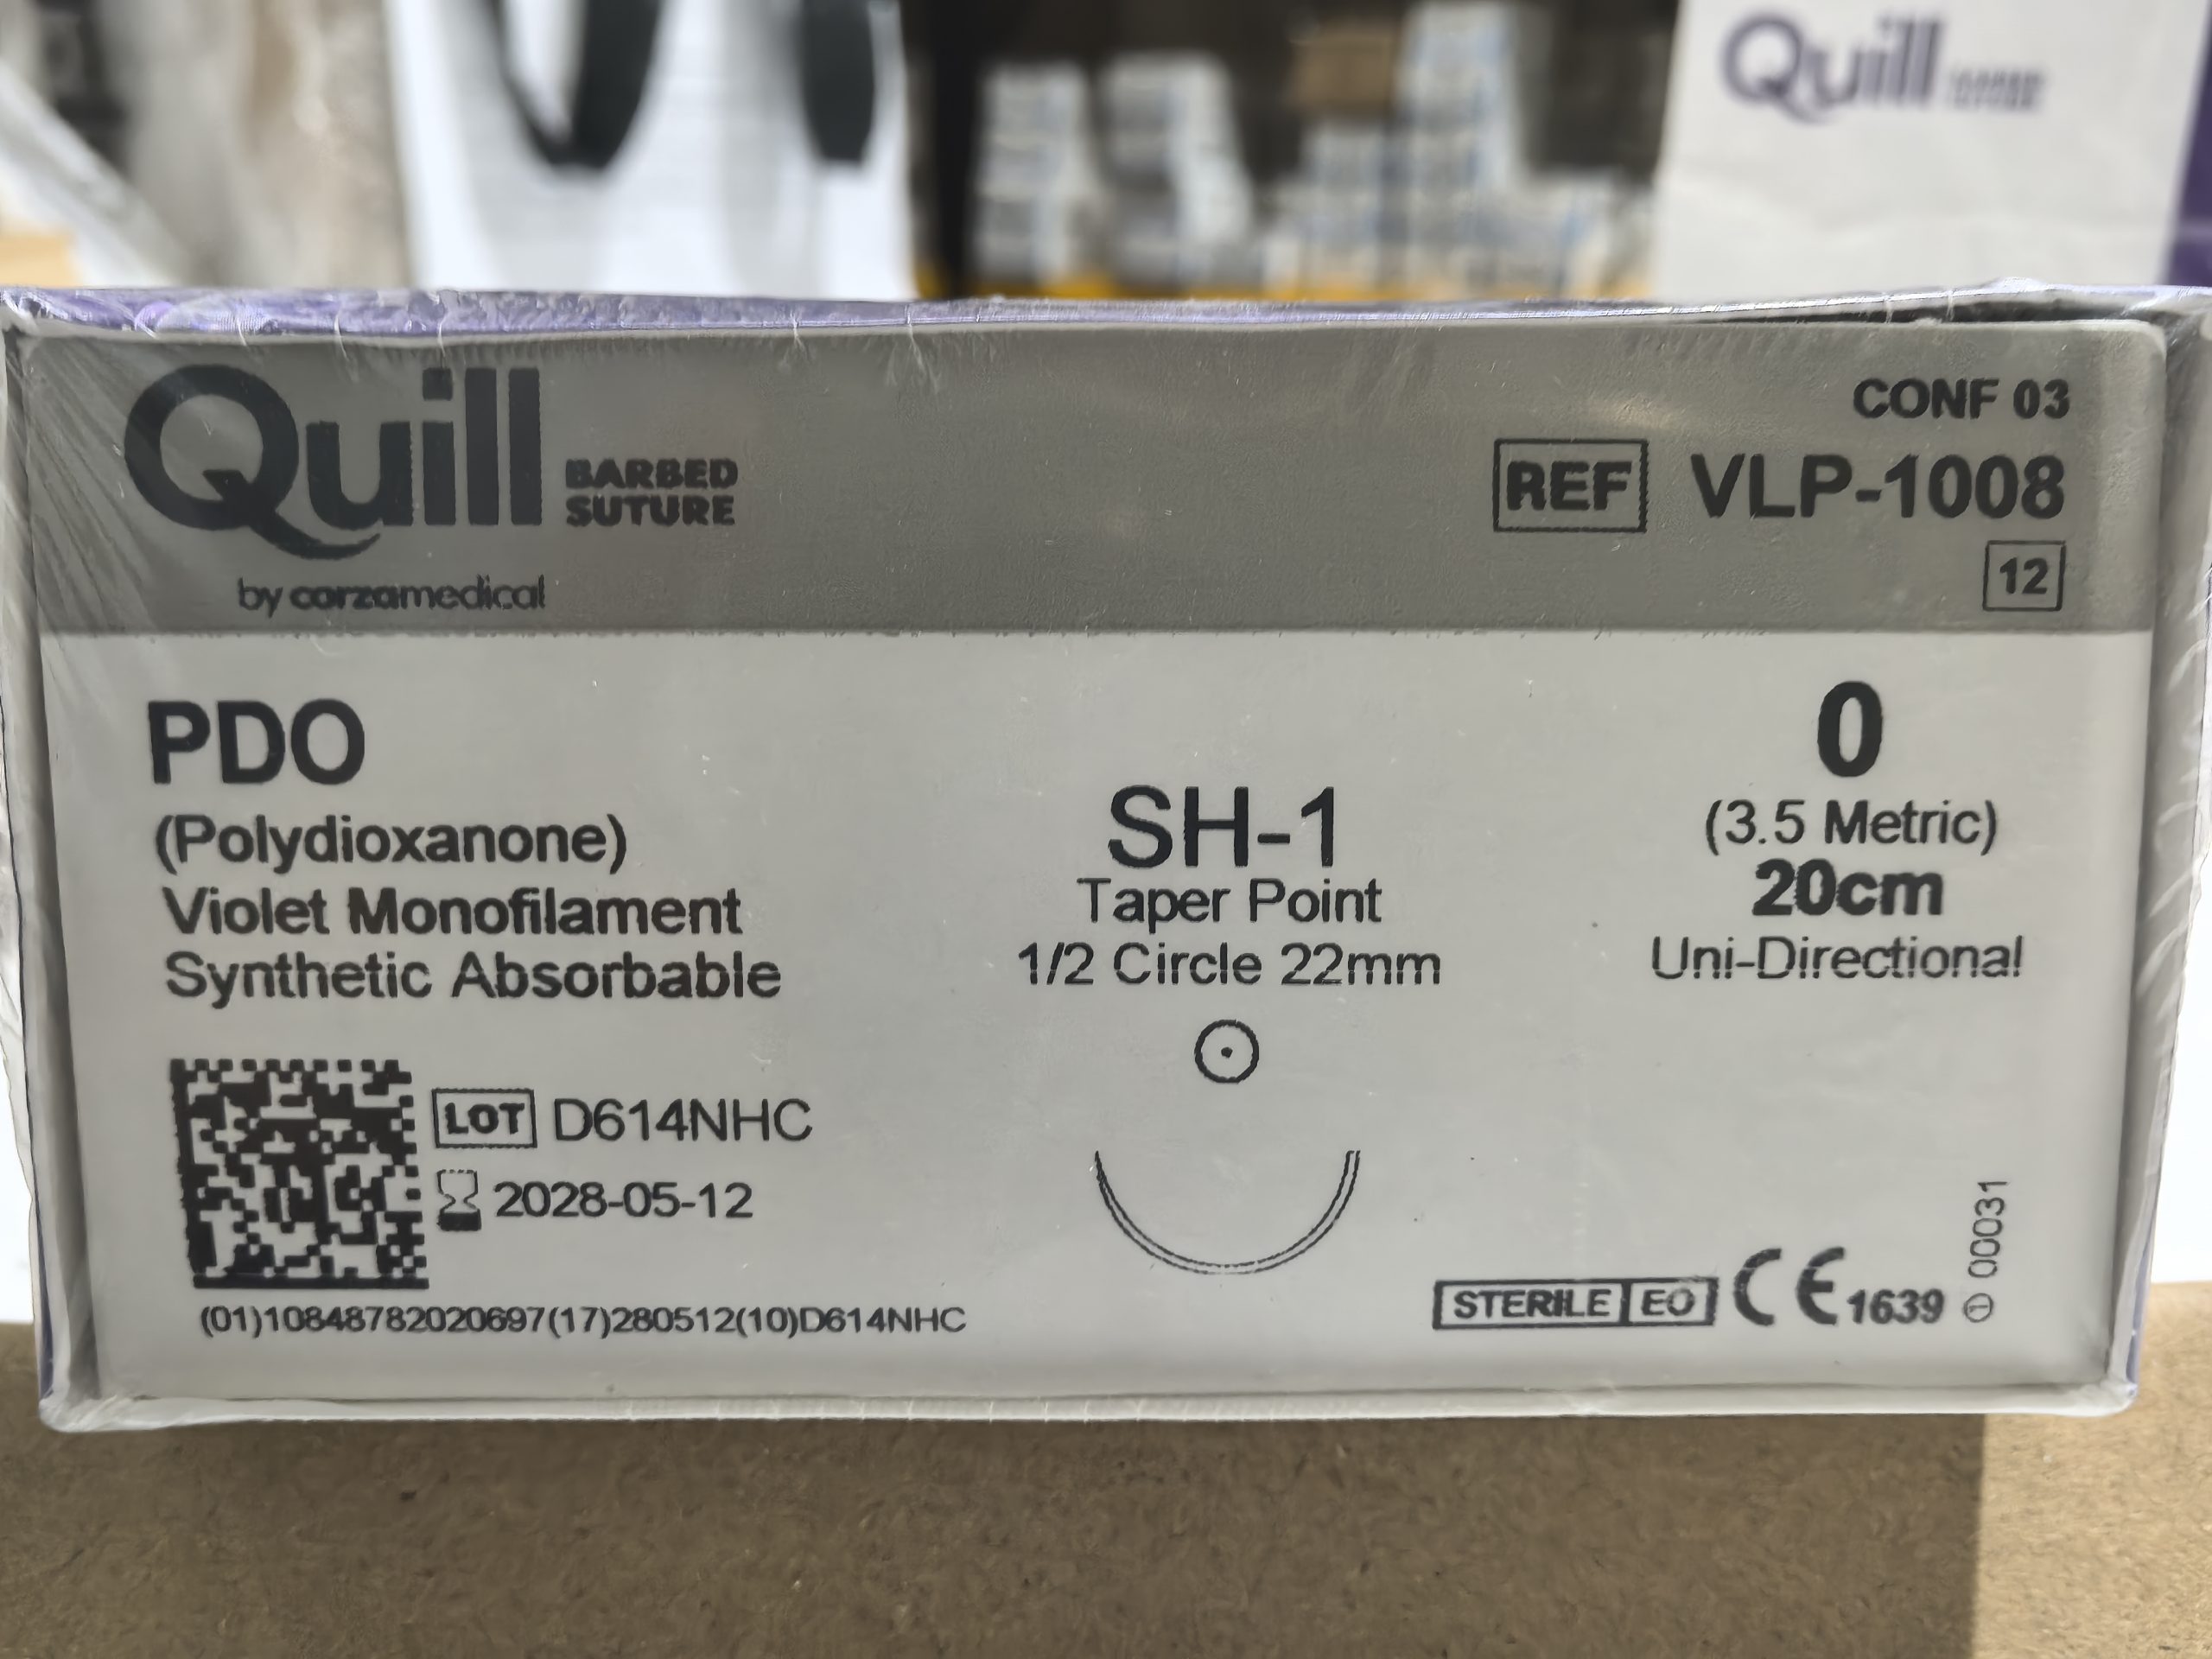 Quill
Quill BARBED
SUTURE
by corzamedical
CONF 03
REF VLP-1008
12
PDO
(Polydioxanone)
Violet Monofilament
Synthetic Absorbable
SH-1
Taper Point
1/2 Circle 22mm
0
(3.5 Metric)
20cm
Uni-Directional
LOT D614NHC
2028-05-12
(01)10848782020697(17)280512(10)D614NHC
STERILE EO CE 1639
1 00031